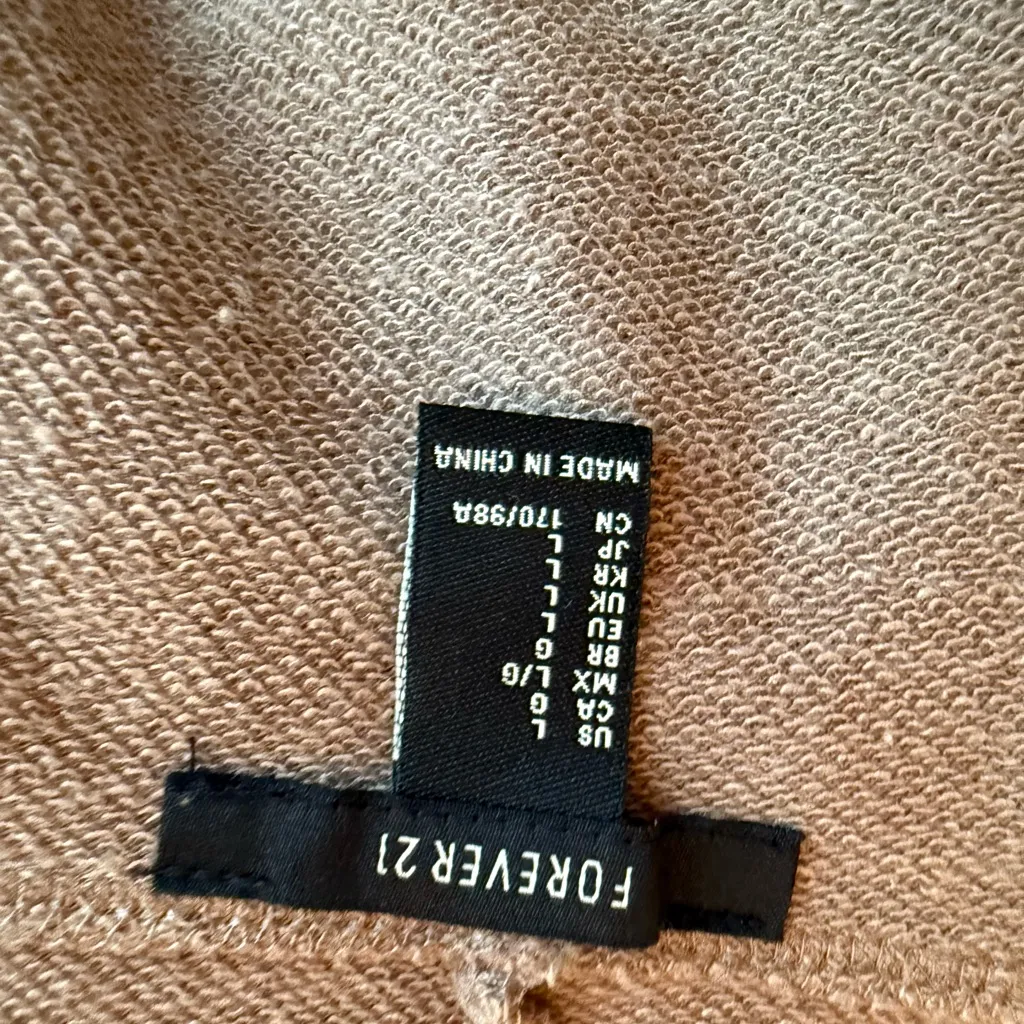 FOREVER 21
US L
CA G
MX L/G
BR G
EU L
UK L
KR L
JP L
CN 170/98A
MADE IN CHINA